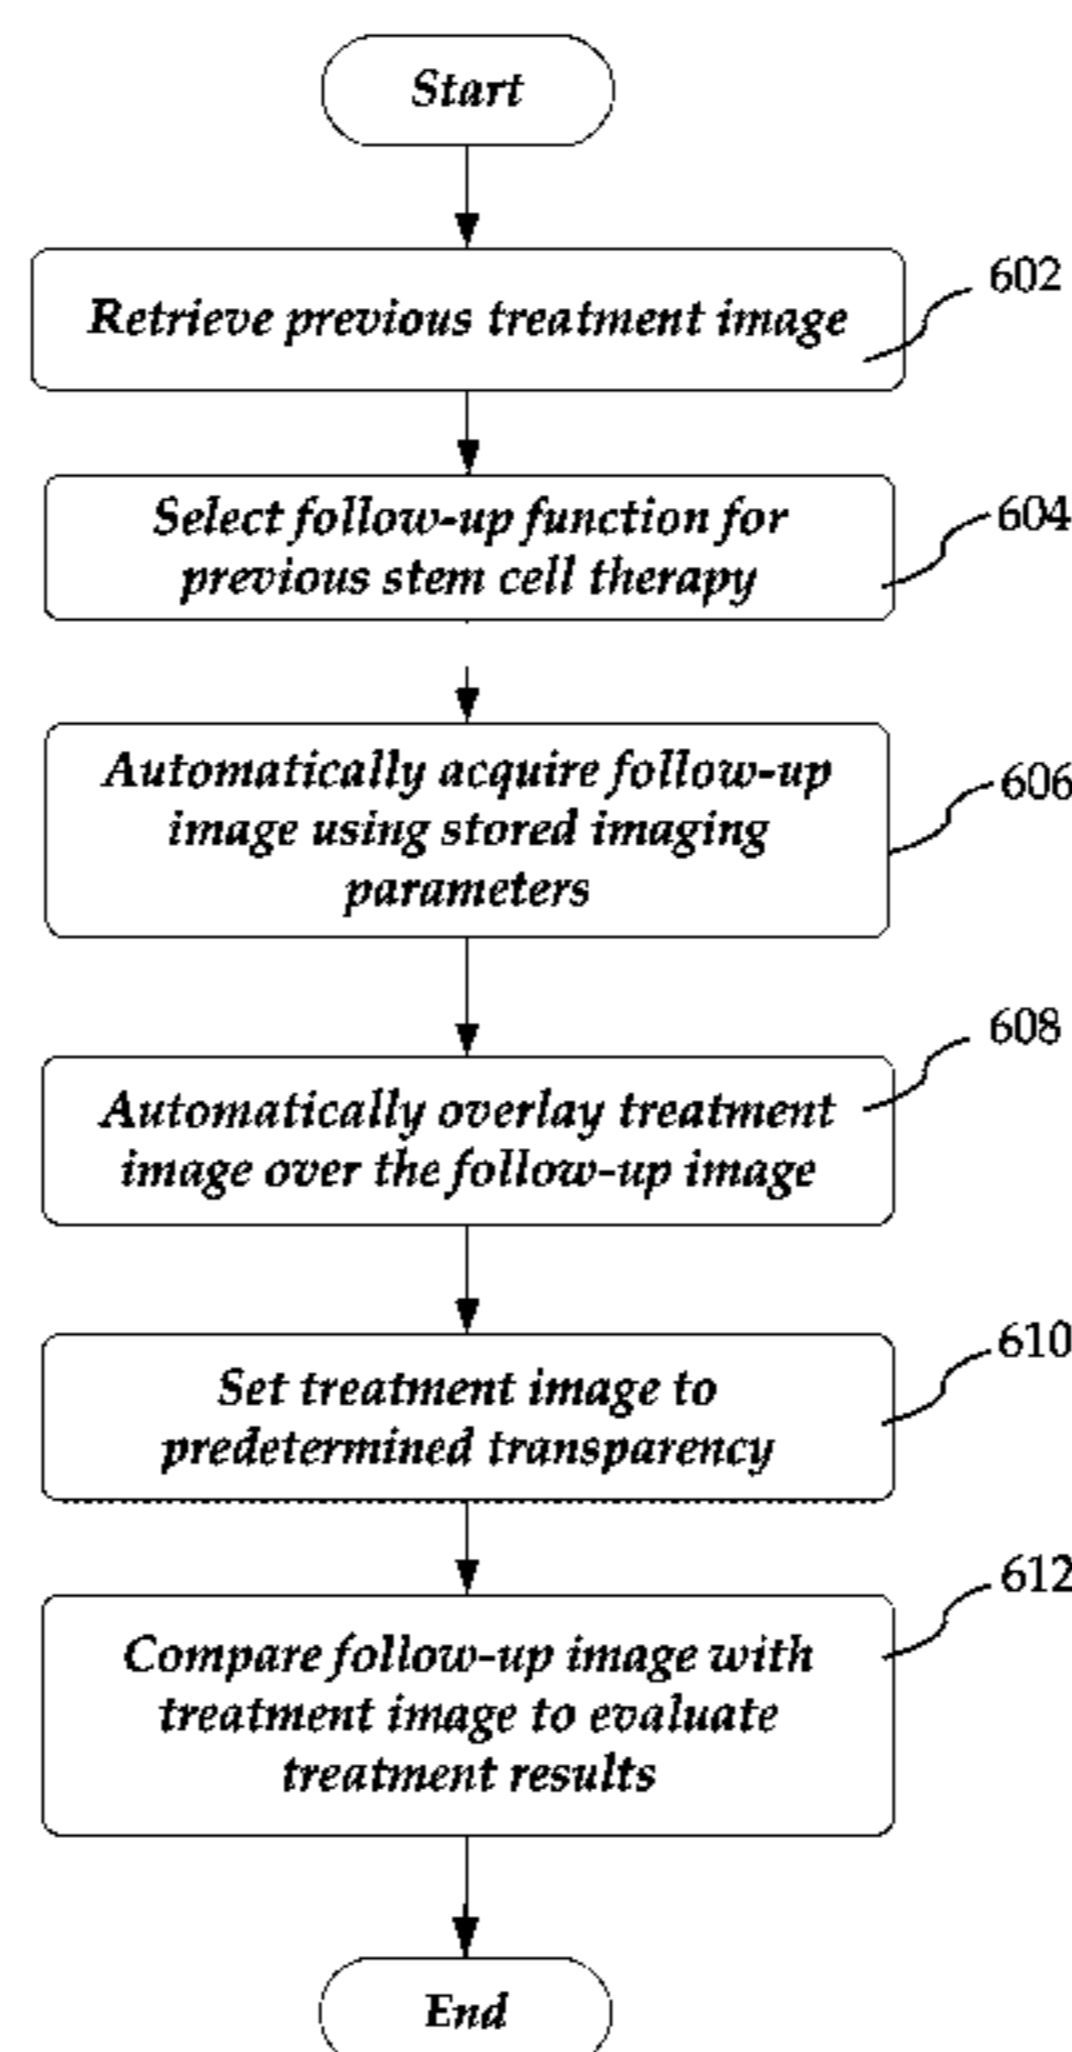 Start
Retrieve previous treatment image
602
Select follow-up function for
previous stem cell therapy
604
Automatically acquire follow-up
image using stored imaging
parameters
606
Automatically overlay treatment
image over the follow-up image
608
Set treatment image to
predetermined transparency
610
Compare follow-up image with
treatment image to evaluate
treatment results
612
End